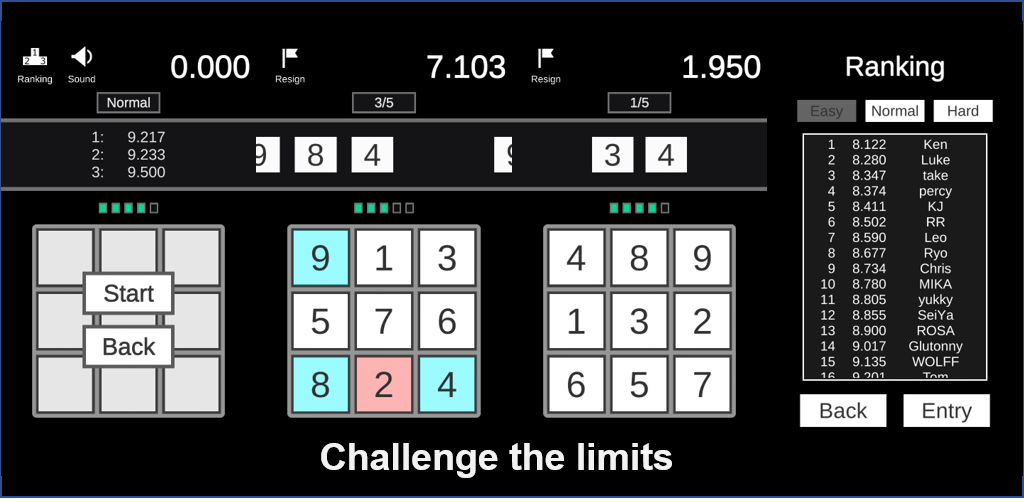 Ranking
Sound
0.000
Normal
1: 9.217
2: 9.233
3: 9.500
Start
Back
Resign
7.103
3/5
9 8 4
9 1 3
5 7 6
8 2 4
Resign
1.950
1/5
3 4
4 8 9
1 3 2
6 5 7
Ranking
Easy Normal Hard
1 8.122 Ken
2 8.280 Luke
3 8.347 take
4 8.374 percy
5 8.411 KJ
6 8.502 RR
7 8.590 Leo
8 8.677 Ryo
9 8.734 Chris
10 8.780 MIKA
11 8.805 yukky
12 8.855 SeiYa
13 8.900 ROSA
14 9.017 Glutonny
15 9.135 WOLFF
16 9.201 Tom
Back Entry
Challenge the limits